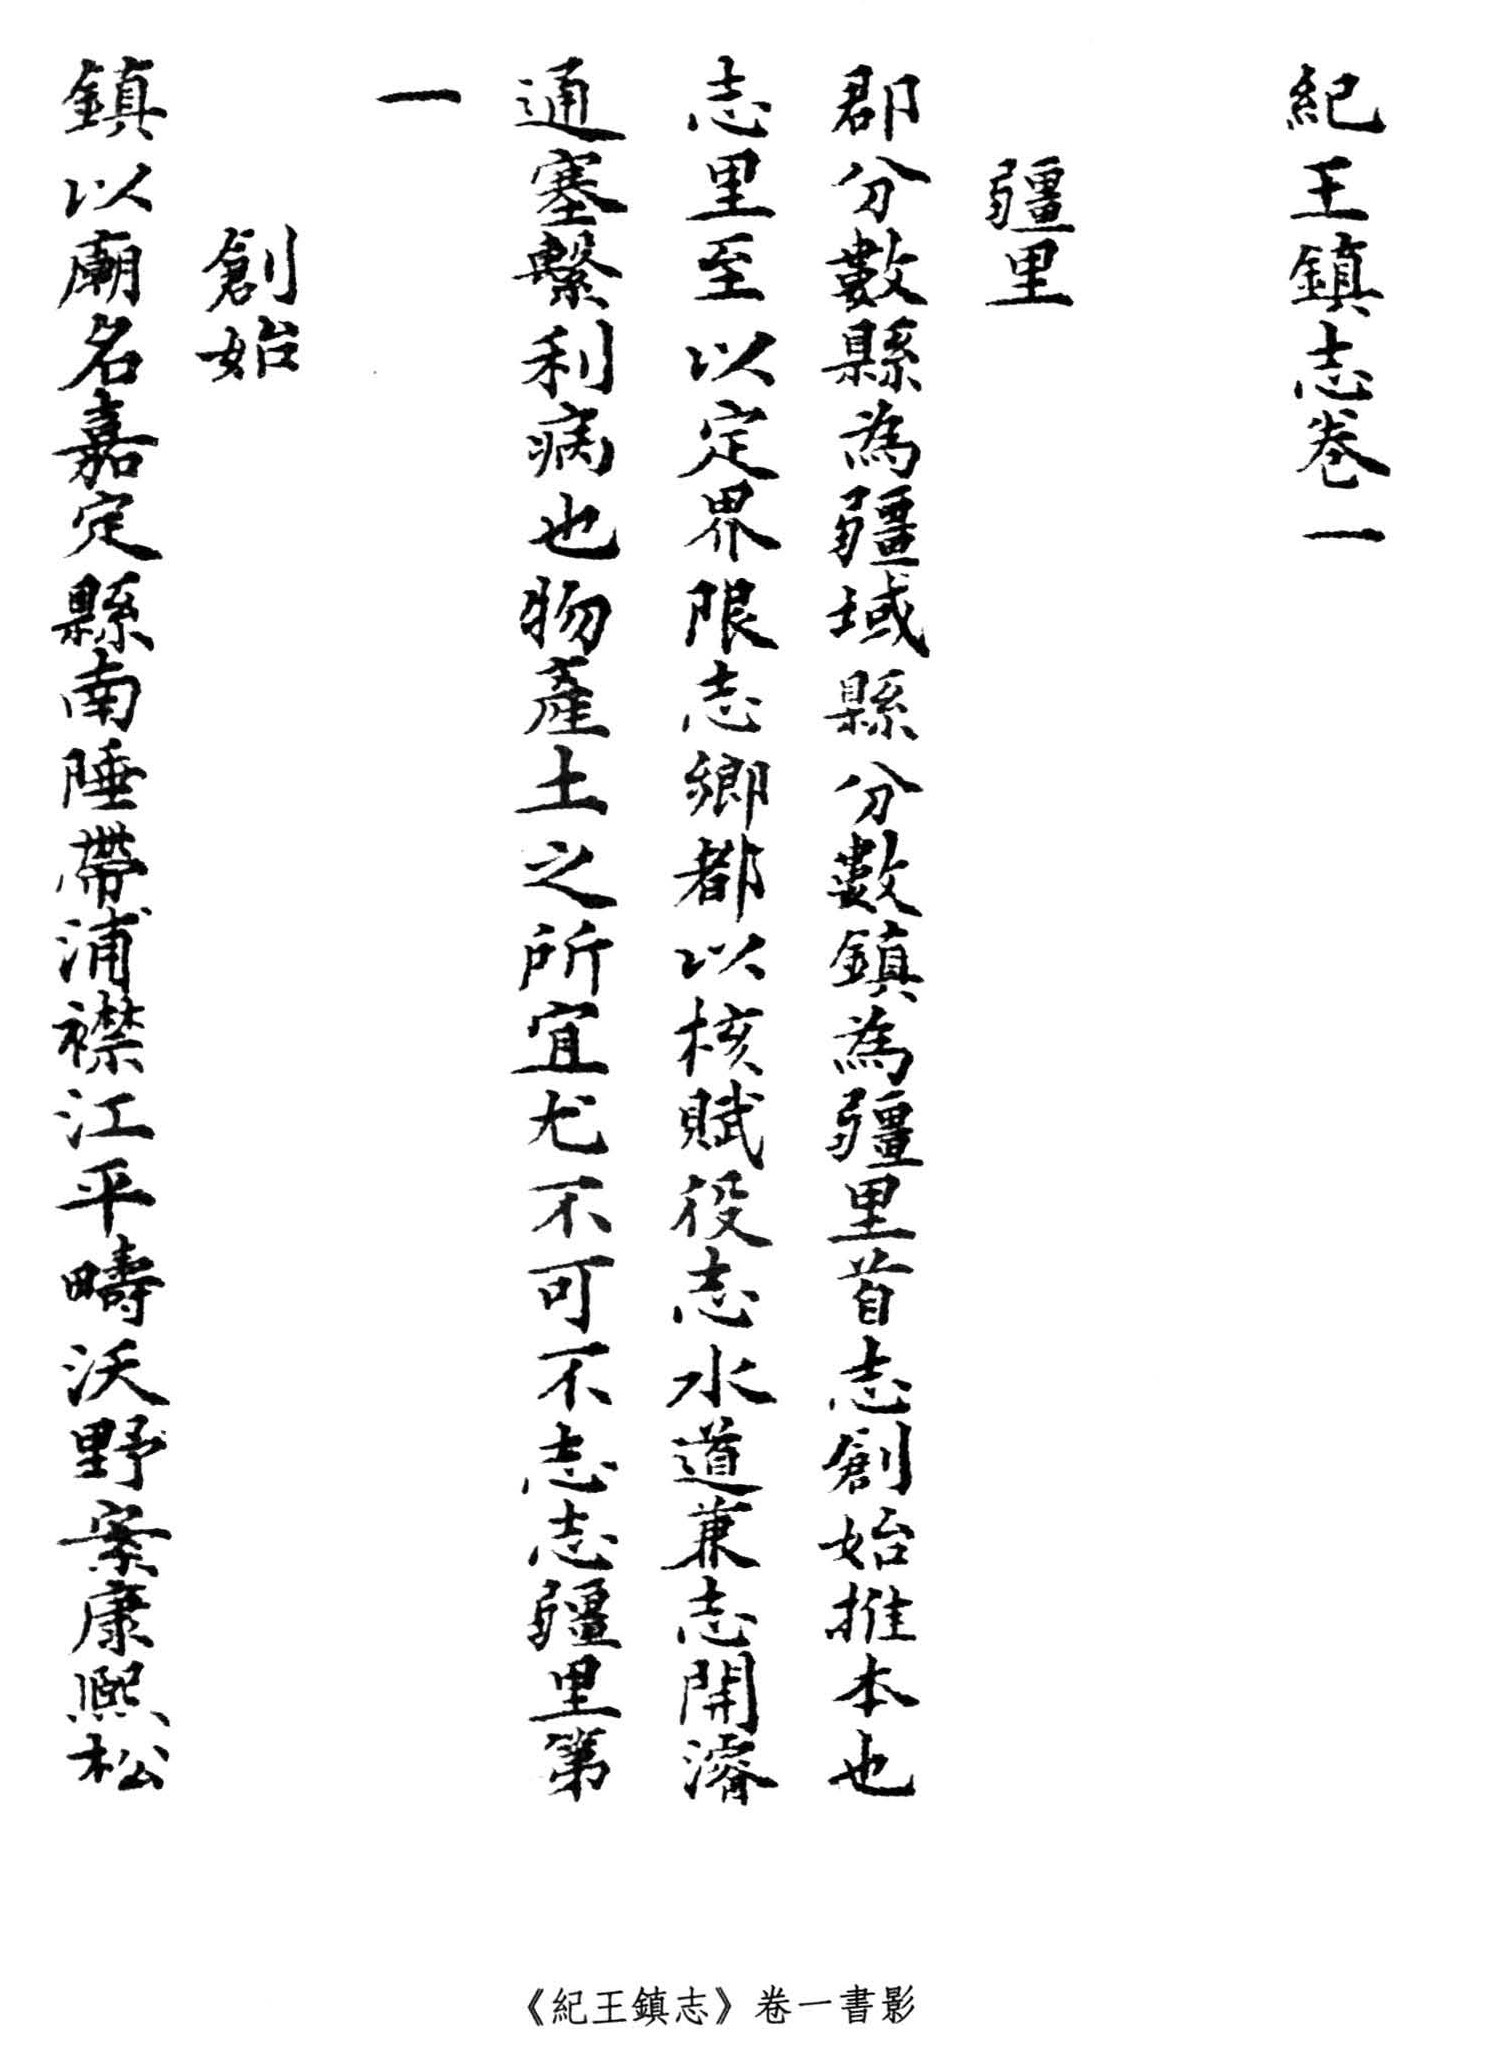 紀王鎮志卷一
疆里
郡分數縣為疆域縣分數鎮為疆里首志創始推本也
志里至以定界限志鄉都以核賦役志水道兼志開濬
通塞繫利病也物產土之所宜尤不可不志志疆里第
一
創始
鎮以廟名嘉定縣南陲帶浦襟江平疇沃野案康熙松
《紀王鎮志》卷一書影